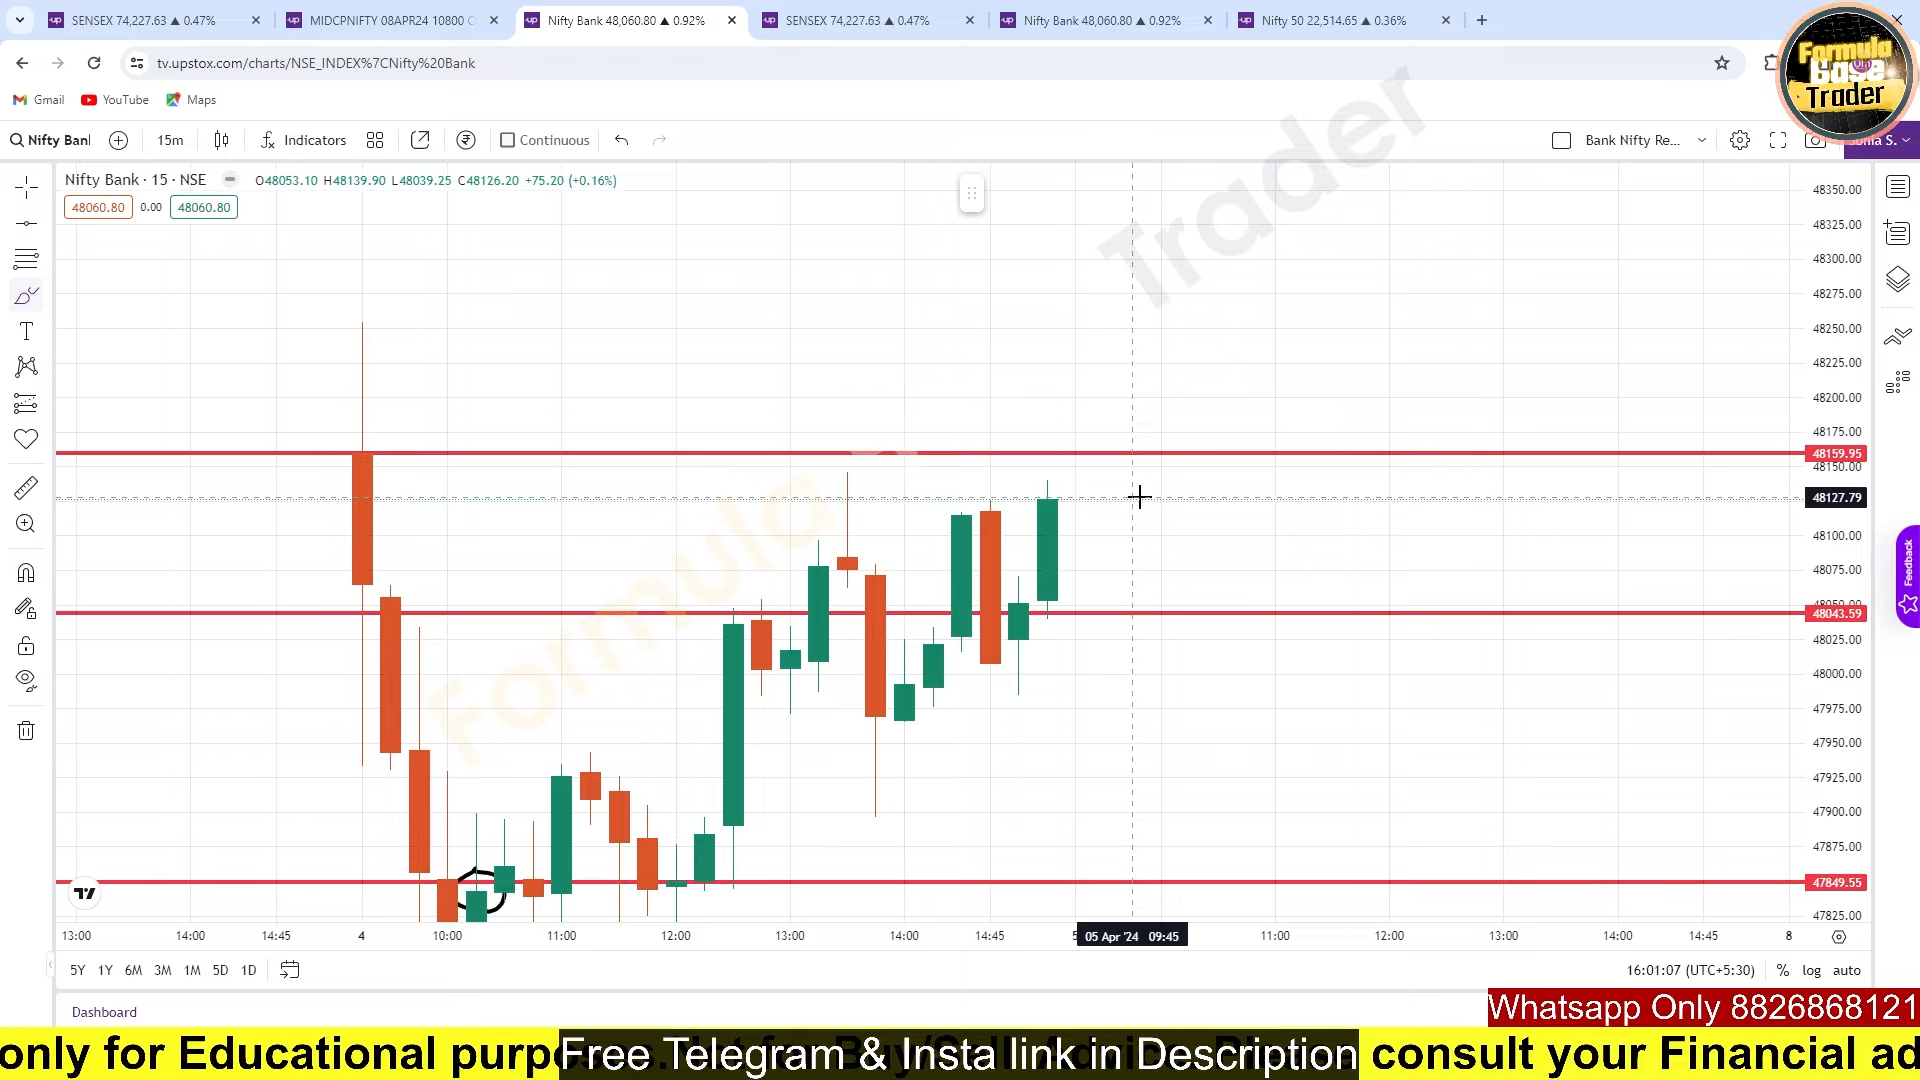 SENSEX 74,227.63 ▲ 0.47%
MIDCPNIFTY 08APR24 10800 C
Nifty Bank 48,060.80 ▲ 0.92%
SENSEX 74,227.63 ▲ 0.47%
Nifty Bank 48,060.80 ▲ 0.92%
Nifty 50 22,514.65 ▲ 0.36%
tv.upstox.com/charts/NSE_INDEX%7CNifty%20Bank
Gmail
YouTube
Maps
Formula
Base
Trader
Nifty Bank
15m
Indicators
Continuous
Bank Nifty Re...
Sonia S.
Nifty Bank · 15 · NSE
O48053.10 H48139.90 L48039.25 C48126.20 +75.20 (+0.16%)
48060.80
0.00
48060.80
Formula
Trader
48350.00
48325.00
48300.00
48275.00
48250.00
48225.00
48200.00
48175.00
48159.95
48150.00
48127.79
48100.00
48075.00
48050.00
48043.59
48025.00
48000.00
47975.00
47950.00
47925.00
47900.00
47875.00
47849.55
47825.00
Feedback
13:00
14:00
14:45
4
10:00
11:00
12:00
13:00
14:00
14:45
5
05 Apr '24 09:45
11:00
12:00
13:00
14:00
14:45
8
5Y
1Y
6M
3M
1M
5D
1D
16:01:07 (UTC+5:30)
%
log
auto
Dashboard
Whatsapp Only 8826868121
only for Educational purposes.
Free Telegram & Insta link in Description
consult your Financial ad